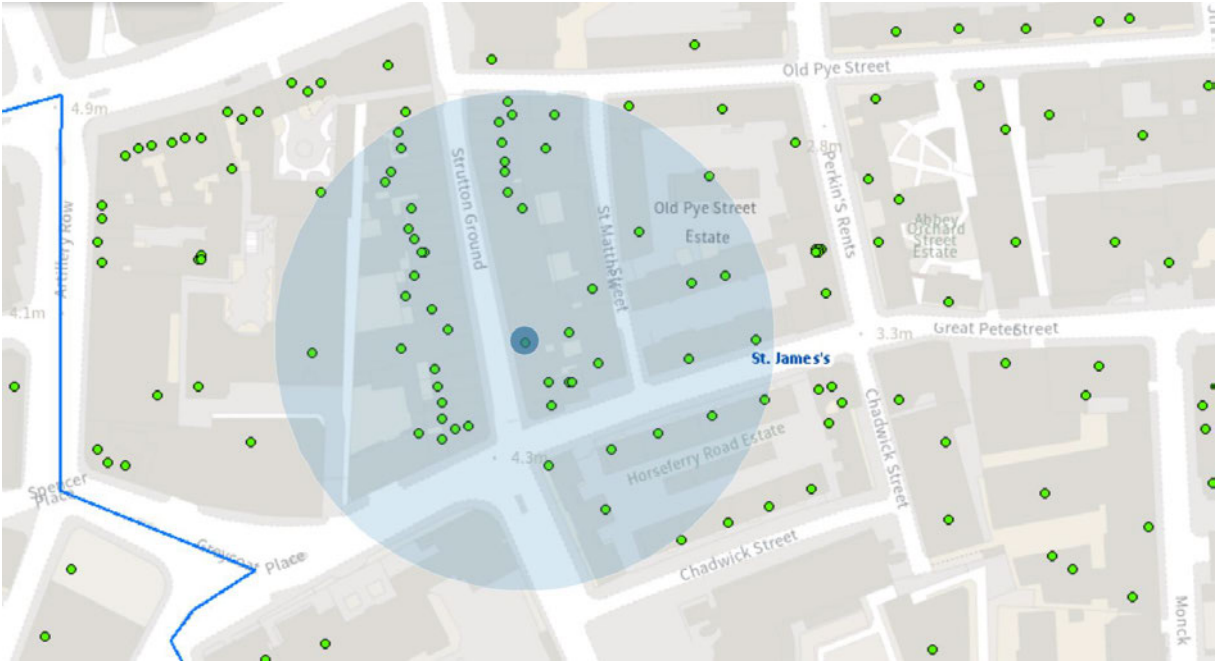 Old Pye Street
4.9m
2.8m
Perkin'S Rents
Strutton Ground
Artillery Row
Old Pye Street
Estate
St.Matthew Street
Abbey
Orchard
Street
Estate
4.1m
3.3m
Great Peter Street
St. James's
Chadwick Street
Horseferry Road Estate
4.3m
Spencer
Place
Greycoat Place
Chadwick Street
Monck